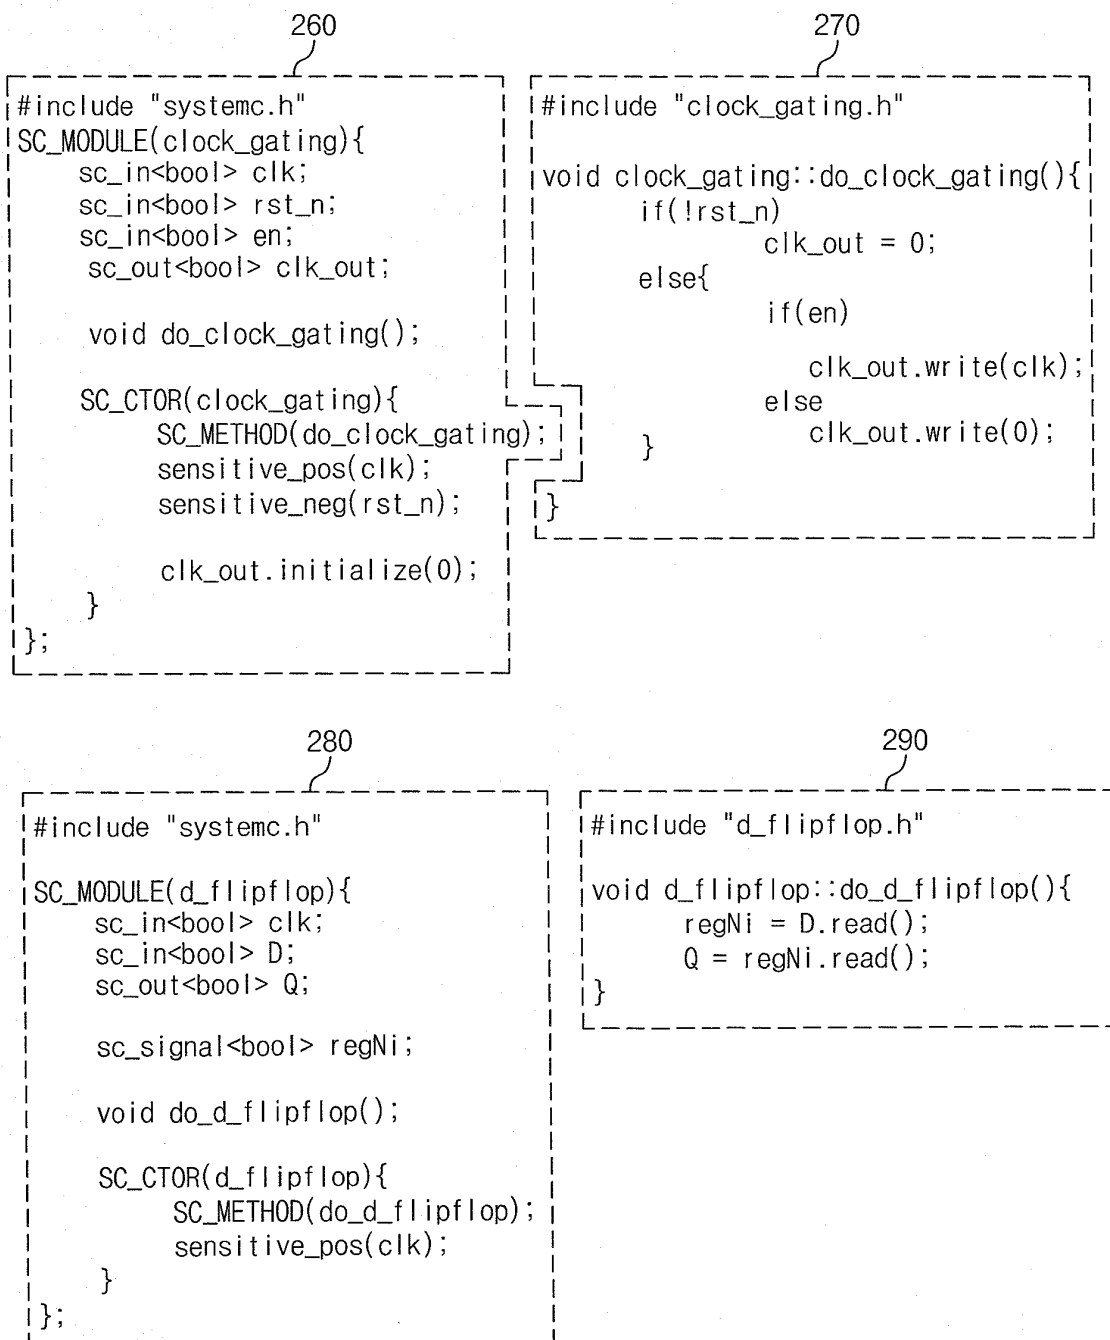 260
#include "systemc.h"
SC_MODULE(clock_gating){
sc_in<bool> clk;
sc_in<bool> rst_n;
sc_in<bool> en;
sc_out<bool> clk_out;
void do_clock_gating();
SC_CTOR(clock_gating){
SC_METHOD(do_clock_gating);
sensitive_pos(clk);
sensitive_neg(rst_n);
clk_out.initialize(0);
}
};
270
#include "clock_gating.h"
void clock_gating::do_clock_gating(){
if(!rst_n)
clk_out = 0;
else{
if(en)
clk_out.write(clk);
else
clk_out.write(0);
}
}
280
#include "systemc.h"
SC_MODULE(d_flipflop){
sc_in<bool> clk;
sc_in<bool> D;
sc_out<bool> Q;
sc_signal<bool> regNi;
void do_d_flipflop();
SC_CTOR(d_flipflop){
SC_METHOD(do_d_flipflop);
sensitive_pos(clk);
}
};
290
#include "d_flipflop.h"
void d_flipflop::do_d_flipflop(){
regNi = D.read();
Q = regNi.read();
}